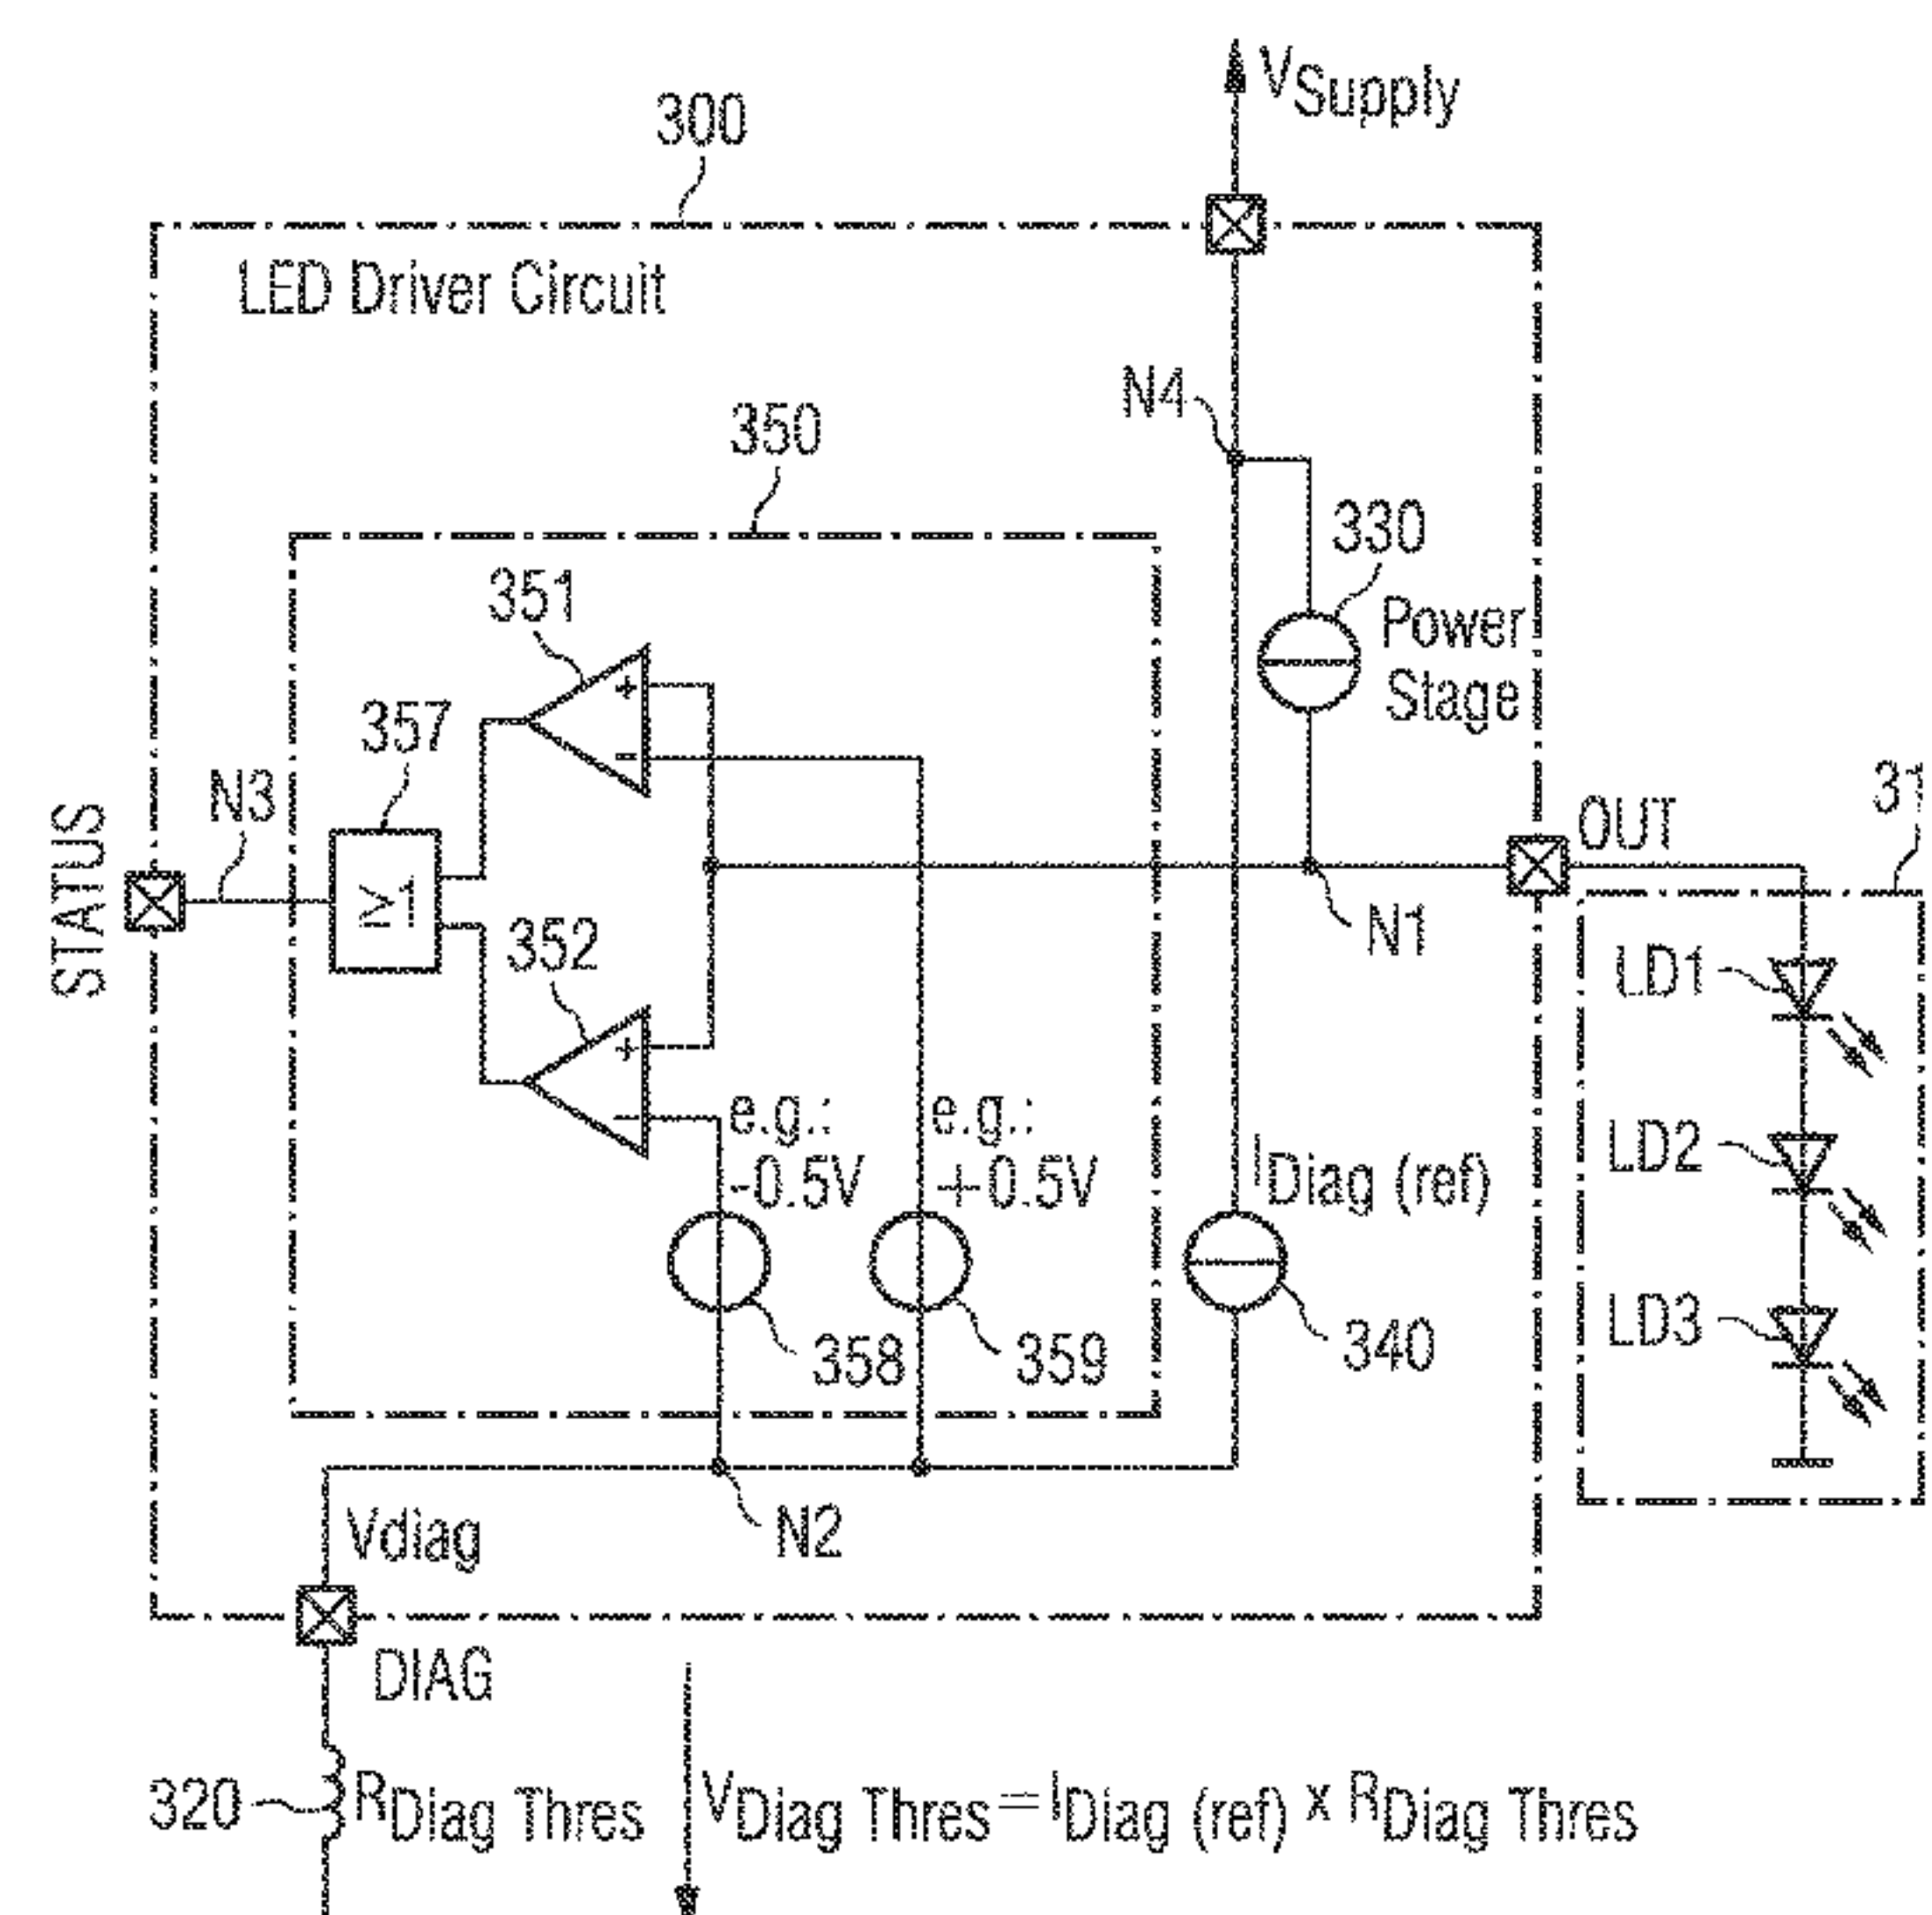 VSupply
300
LED Driver Circuit
N4
350
330
Power
Stage
351
+
-
357
N3
STATUS
≥1
352
+
-
OUT
31
N1
LD1
e.g.:
-0.5V
e.g.:
+0.5V
IDiag (ref)
LD2
LD3
358
359
340
Vdiag
N2
DIAG
320
RDiag Thres
VDiag Thres=IDiag (ref) x RDiag Thres